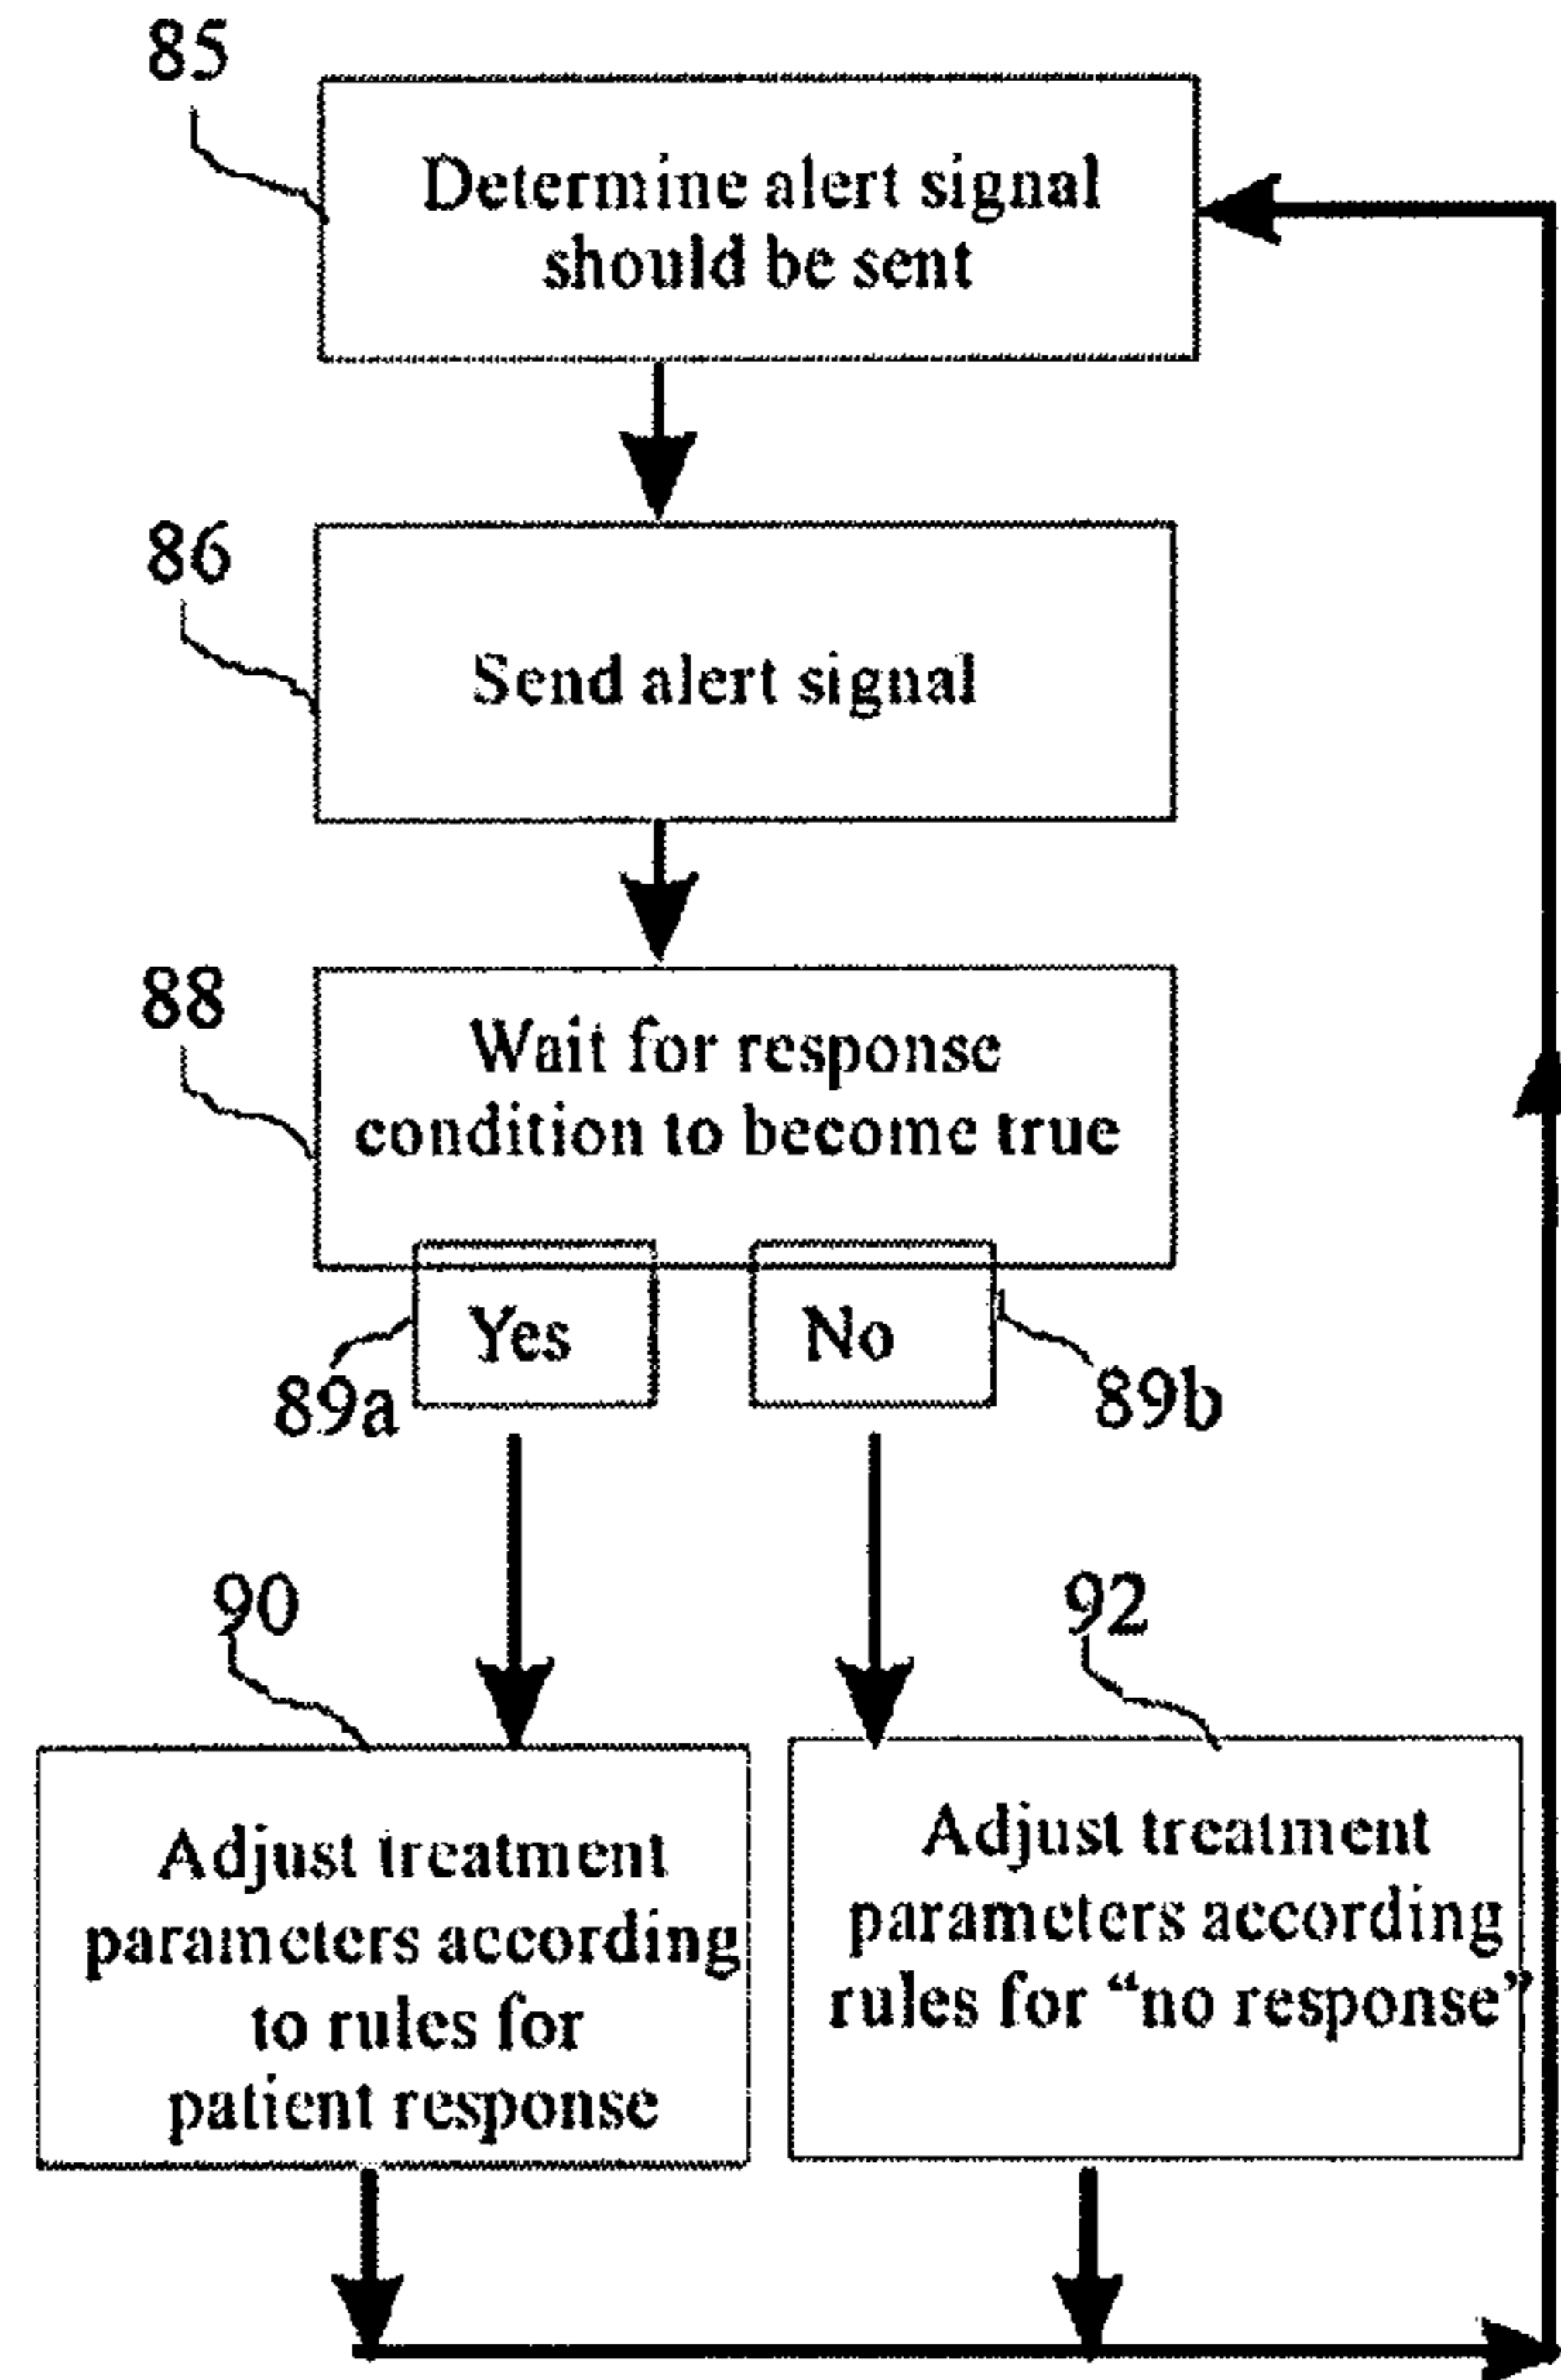 85
Determine alert signal
should be sent
86
Send alert signal
88
Wait for response
condition to become true
Yes
No
89a
89b
90
92
Adjust treatment
parameters according
to rules for
patient response
Adjust treatment
parameters according
rules for “no response”